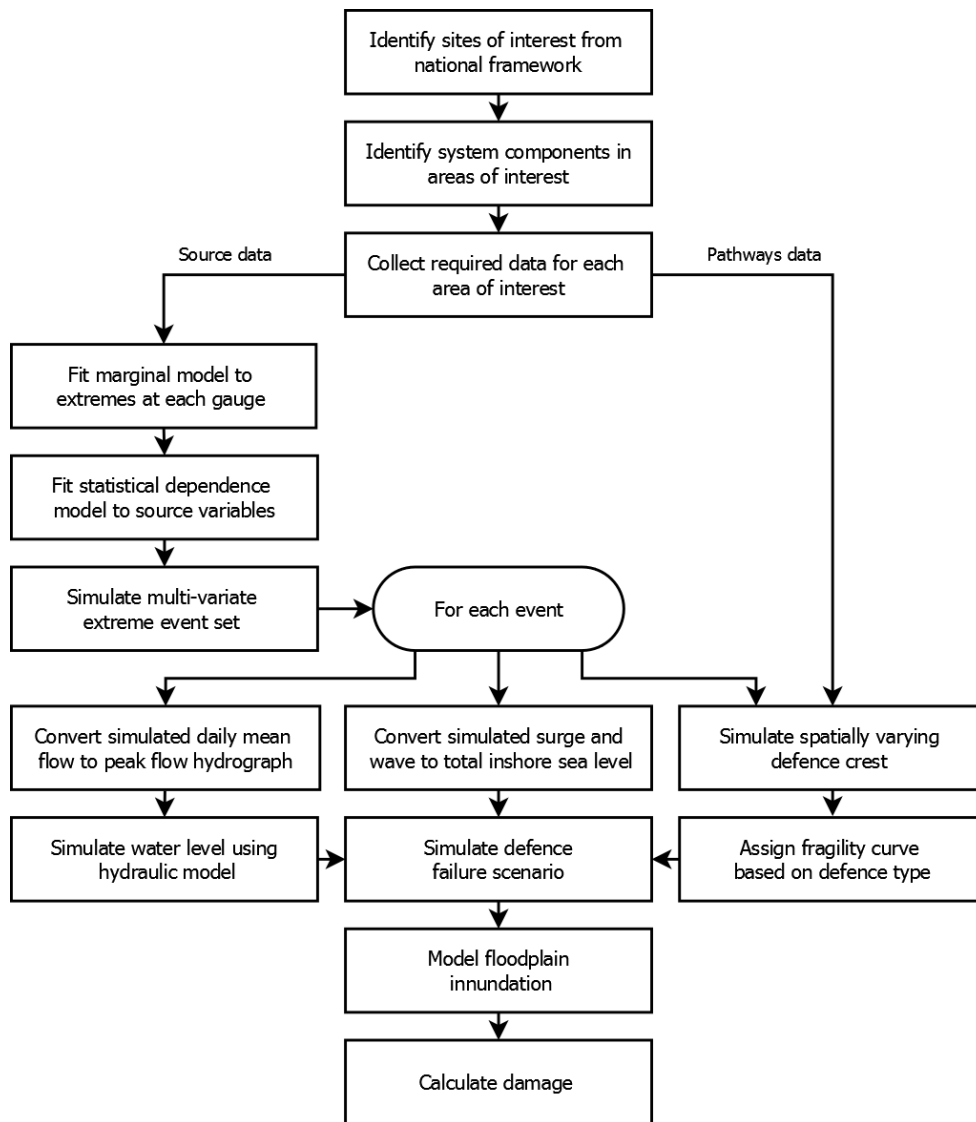 Identify sites of interest from
national framework
Identify system components in
areas of interest
Source data
Collect required data for each
area of interest
Pathways data
Fit marginal model to
extremes at each gauge
Fit statistical dependence
model to source variables
Simulate multi-variate
extreme event set
For each event
Convert simulated daily mean
flow to peak flow hydrograph
Convert simulated surge and
wave to total inshore sea level
Simulate spatially varying
defence crest
Simulate water level using
hydraulic model
Simulate defence
failure scenario
Assign fragility curve
based on defence type
Model floodplain
innundation
Calculate damage